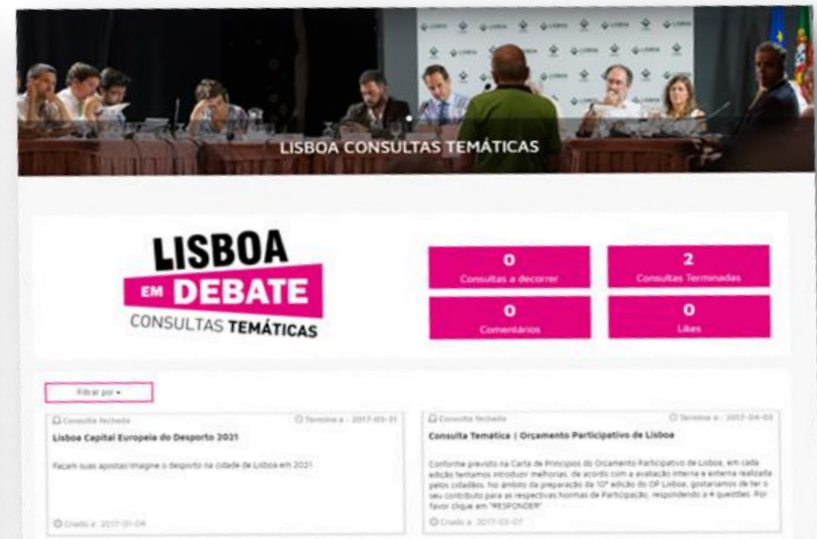 LISBOA CONSULTAS TEMÁTICAS
LISBOA
EM DEBATE
CONSULTAS TEMÁTICAS
0
Consultas a decorrer
2
Consultas Terminadas
0
Comentários
0
Likes
Filtrar por
Consulta fechada
Termina a : 2017-03-31
Lisboa Capital Europeia do Desporto 2021
Façam suas apostas!Imagine o desporto na cidade de Lisboa em 2021
Criado a: 2017-01-04
Consulta fechada
Termina a : 2017-04-03
Consulta Temática | Orçamento Participativo de Lisboa
Conforme previsto na Carta de Princípios do Orçamento Participativo de Lisboa, em cada
edição tentamos introduzir melhorias, de acordo com a avaliação interna e externa realizada
pelos cidadãos. No âmbito da preparação da 10ª edição do OP Lisboa, gostaríamos de ter o
seu contributo para as respectivas Normas de Participação, respondendo a 4 questões. Por
favor clique em "RESPONDER"
Criado a: 2017-03-07